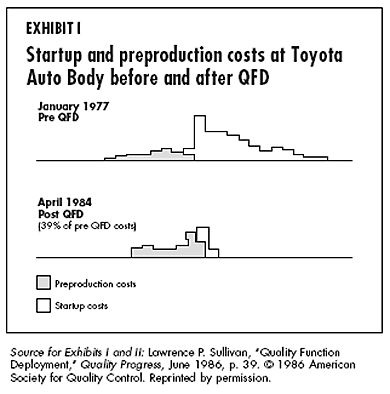 EXHIBIT I
Startup and preproduction costs at Toyota
Auto Body before and after QFD
January 1977
Pre QFD
April 1984
Post QFD
(39% of pre QFD costs)
Preproduction costs
Startup costs
Source for Exhibits I and II: Lawrence P. Sullivan, "Quality Function
Deployment," Quality Progress, June 1986, p. 39. © 1986 American
Society for Quality Control. Reprinted by permission.